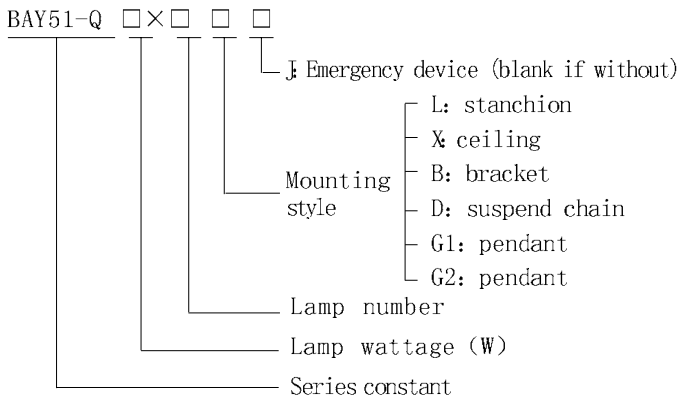 BAY51-Q □×□ □ □
J: Emergency device (blank if without)
L: stanchion
X: ceiling
Mounting style
B: bracket
D: suspend chain
G1: pendant
G2: pendant
Lamp number
Lamp wattage (W)
Series constant